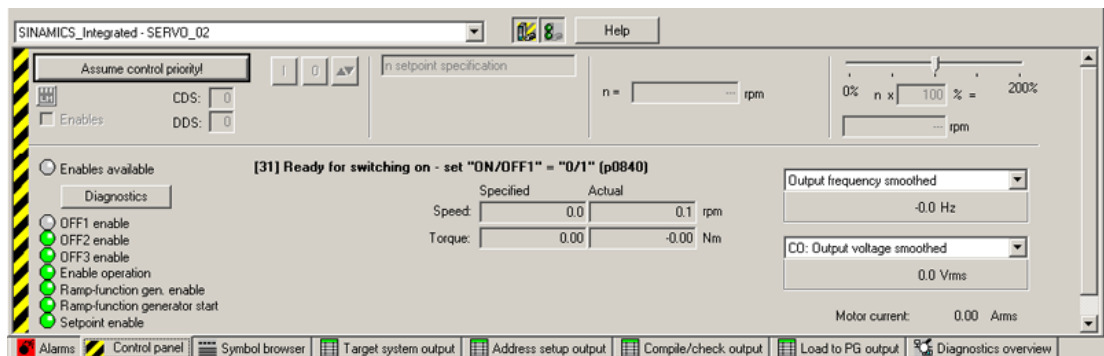 SINAMICS_Integrated - SERVO_02
Help
Assume control priority!
I 0
n setpoint specification
n = --- rpm
0% n x 100 % = 200%
--- rpm
CDS: 0
Enables
DDS: 0
Enables available
[31] Ready for switching on - set "ON/OFF1" = "0/1" (p0840)
Diagnostics
Specified Actual
Speed: 0.0 0.1 rpm
Torque: 0.00 -0.00 Nm
OFF1 enable
OFF2 enable
OFF3 enable
Enable operation
Ramp-function gen. enable
Ramp-function generator start
Setpoint enable
Output frequency smoothed
-0.0 Hz
CO: Output voltage smoothed
0.0 Vrms
Motor current: 0.00 Arms
Alarms Control panel Symbol browser Target system output Address setup output Compile/check output Load to PG output Diagnostics overview